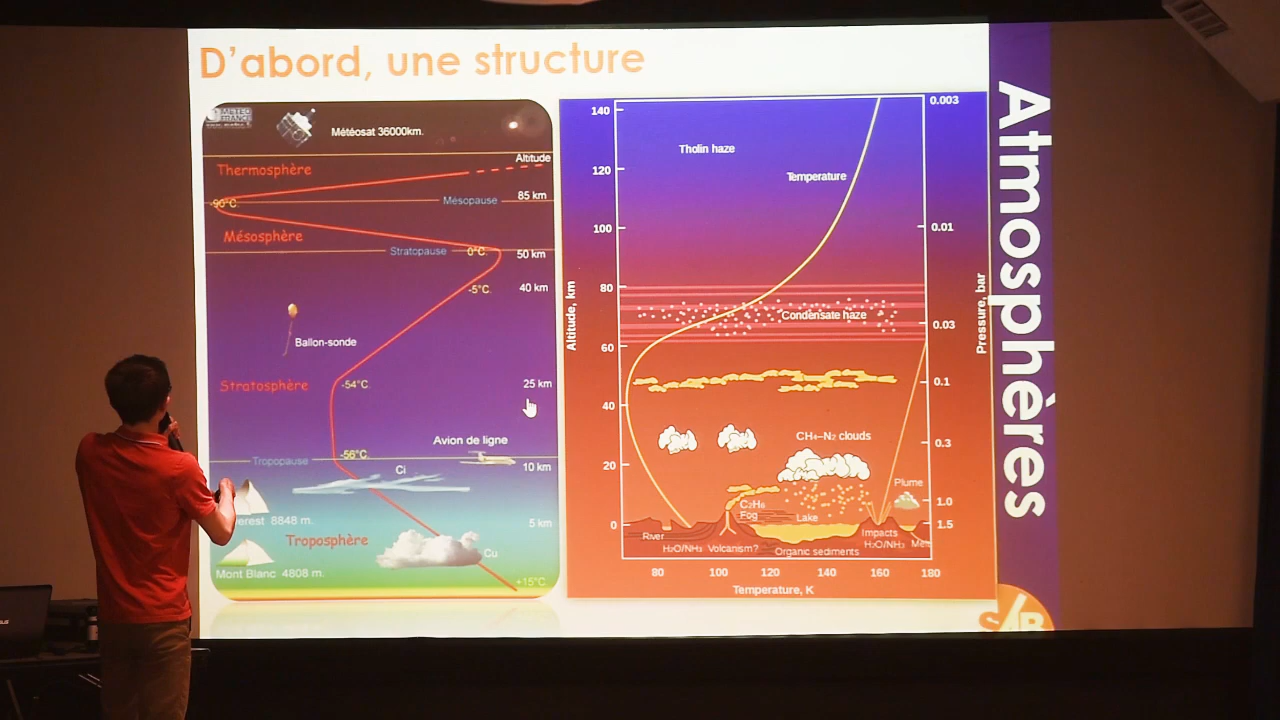 D'abord, une structure
Atmosphères
METEO
FRANCE
Météosat 36000km.
Altitude
Thermosphère
-90°C.
Mésopause
85 km
Mésosphère
Stratopause
0°C.
50 km
-5°C.
40 km
Ballon-sonde
Stratosphère
-54°C.
25 km
Avion de ligne
-56°C.
Tropopause
10 km
Ci
8848 m.
5 km
Troposphère
Cu
Mont Blanc 4808 m.
+15°C.
140
120
100
80
60
40
20
0
Altitude, km
Tholin haze
Temperature
Condensate haze
CH4–N2 clouds
C2H6
Fog
Lake
Plume
River
H2O/NH3
Volcanism?
Organic sediments
Impacts
H2O/NH3
80 100 120 140 160 180
Temperature, K
0.003
0.01
0.03
0.1
0.3
1.0
1.5
Pressure, bar